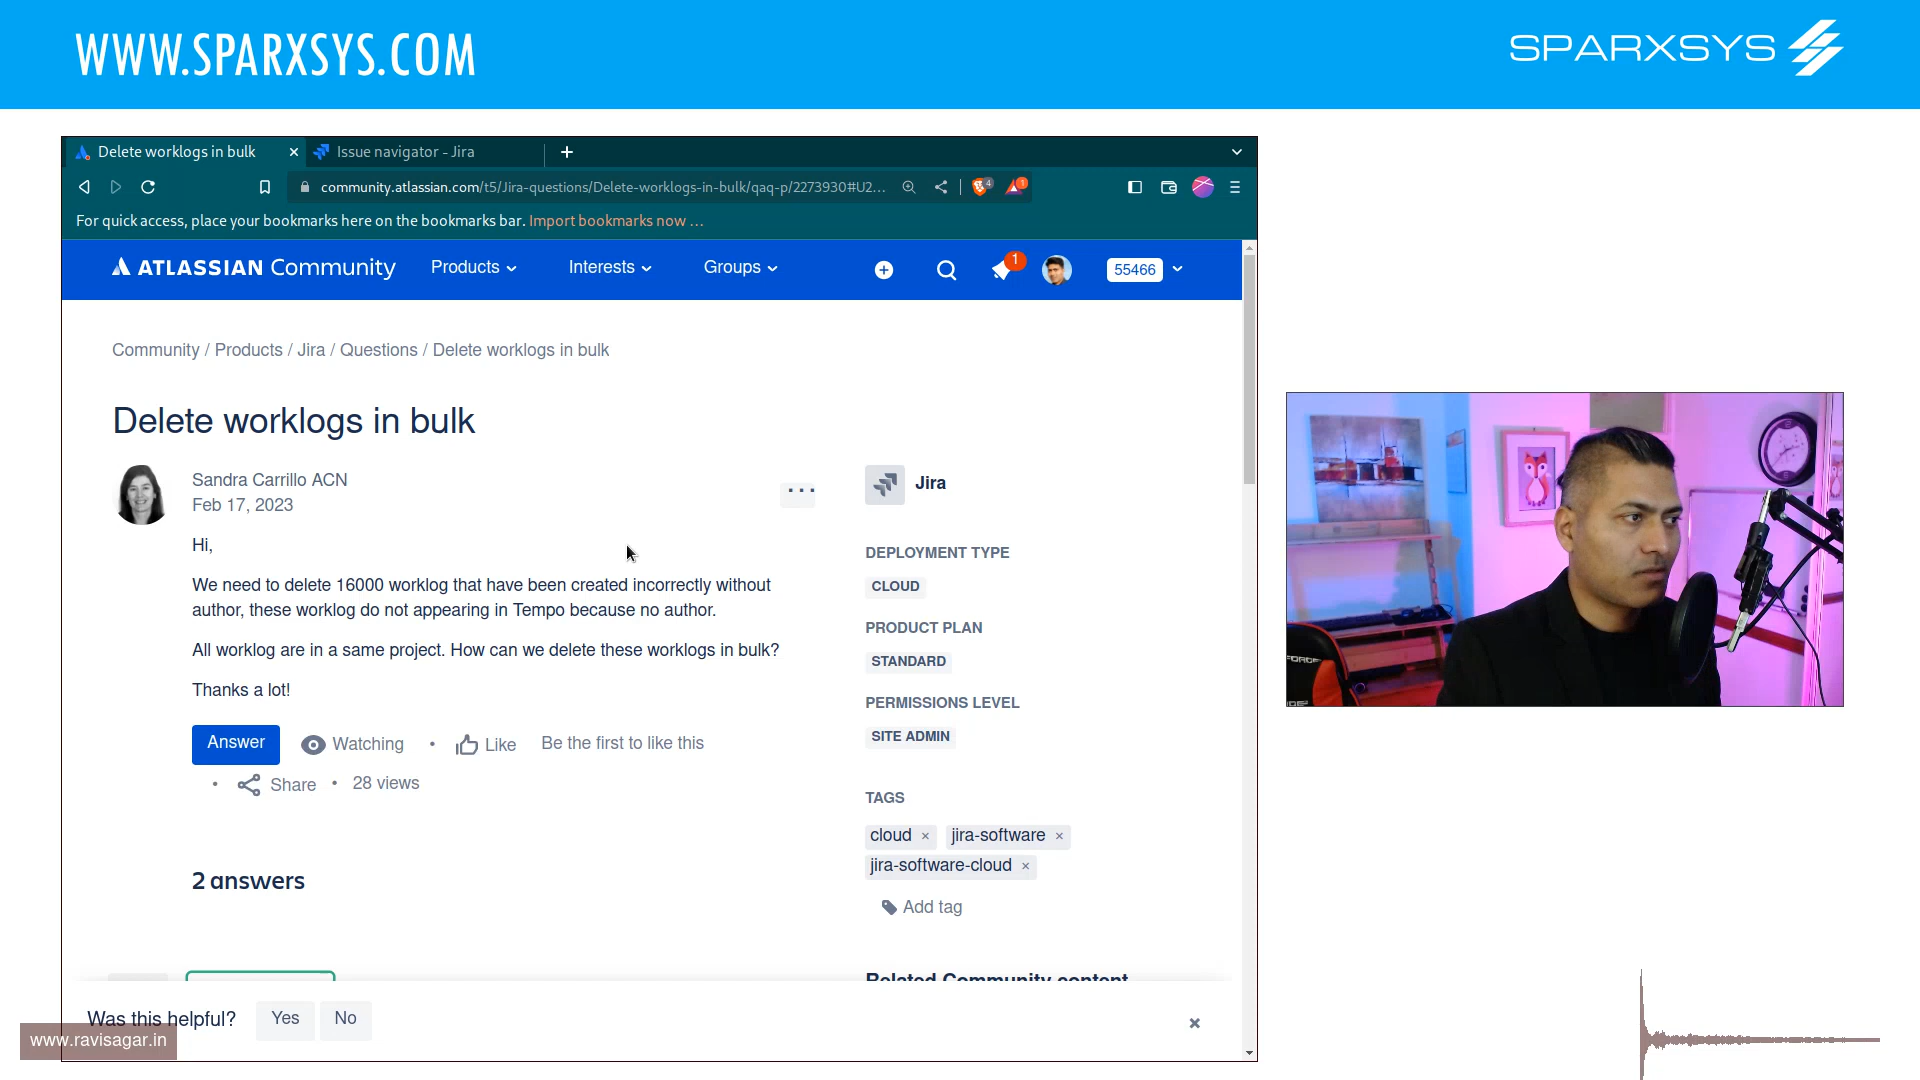 WWW.SPARXSYS.COM
SPARXSYS
Delete worklogs in bulk
Issue navigator - Jira
community.atlassian.com/t5/Jira-questions/Delete-worklogs-in-bulk/qaq-p/2273930#U2...
4
1
For quick access, place your bookmarks here on the bookmarks bar. Import bookmarks now ...
ATLASSIAN Community
Products
Interests
Groups
1
55466
Community / Products / Jira / Questions / Delete worklogs in bulk
Delete worklogs in bulk
Sandra Carrillo ACN
Feb 17, 2023
Hi,
We need to delete 16000 worklog that have been created incorrectly without
author, these worklog do not appearing in Tempo because no author.
All worklog are in a same project. How can we delete these worklogs in bulk?
Thanks a lot!
Answer
Watching
•
Like
Be the first to like this
•
Share
•
28 views
2 answers
Jira
DEPLOYMENT TYPE
CLOUD
PRODUCT PLAN
STANDARD
PERMISSIONS LEVEL
SITE ADMIN
TAGS
cloud ×
jira-software ×
jira-software-cloud ×
Add tag
Related Community content
Was this helpful?
Yes
No
www.ravisagar.in